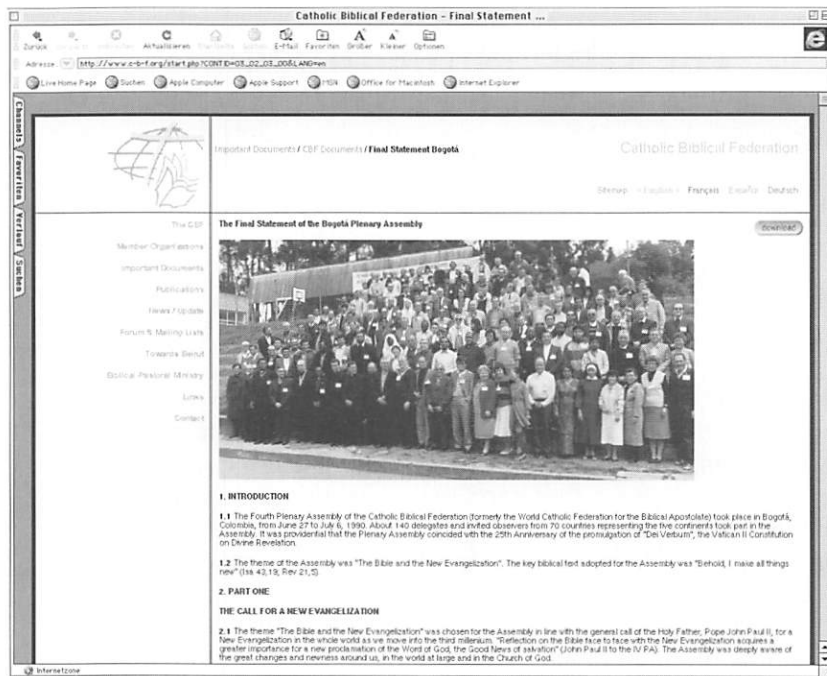 Catholic Biblical Federation - Final Statement ...
Zurück Aktualisieren Startseite Suchen E-Mail Favoriten Größer Kleiner Optionen
Adresse: http://www.c-b-f.org/start.php?CONTID=03_02_03_00&LANG=en
Live Home Page Suchen Apple Computer Apple Support MSN Office for Macintosh Internet Explorer
Channels
Favoriten
Verlauf
Suchen
Important Documents / CBF Documents / Final Statement Bogotá
Catholic Biblical Federation
Sitemap • English • Français Español Deutsch
The CBF
Member Organisations
Important Documents
Publications
News / Update
Forum & Mailing Lists
Towards Beirut
Biblical Pastoral Ministry
Links
Contact
The Final Statement of the Bogotá Plenary Assembly
download
1. INTRODUCTION
1.1 The Fourth Plenary Assembly of the Catholic Biblical Federation (formerly the World Catholic Federation for the Biblical Apostolate) took place in Bogotá,
Colombia, from June 27 to July 6, 1990. About 140 delegates and invited observers from 70 countries representing the five continents took part in the
Assembly. It was providential that the Plenary Assembly coincided with the 25th Anniversary of the promulgation of "Dei Verbum", the Vatican II Constitution
on Divine Revelation.
1.2 The theme of the Assembly was "The Bible and the New Evangelization". The key biblical text adopted for the Assembly was "Behold, I make all things
new" (Isa 43,19; Rev 21,5)
2. PART ONE
THE CALL FOR A NEW EVANGELIZATION
2.1 The theme "The Bible and the New Evangelization" was chosen for the Assembly in line with the general call of the Holy Father, Pope John Paul II, for a
New Evangelization in the whole world as we move into the third millenium. "Reflection on the Bible face to face with the New Evangelization acquires a
greater importance for a new proclamation of the Word of God, the Good News of salvation" (John Paul II to the IV PA). The Assembly was deeply aware of
the great changes and newness around us, in the world at large and in the Church of God.
Internetzone